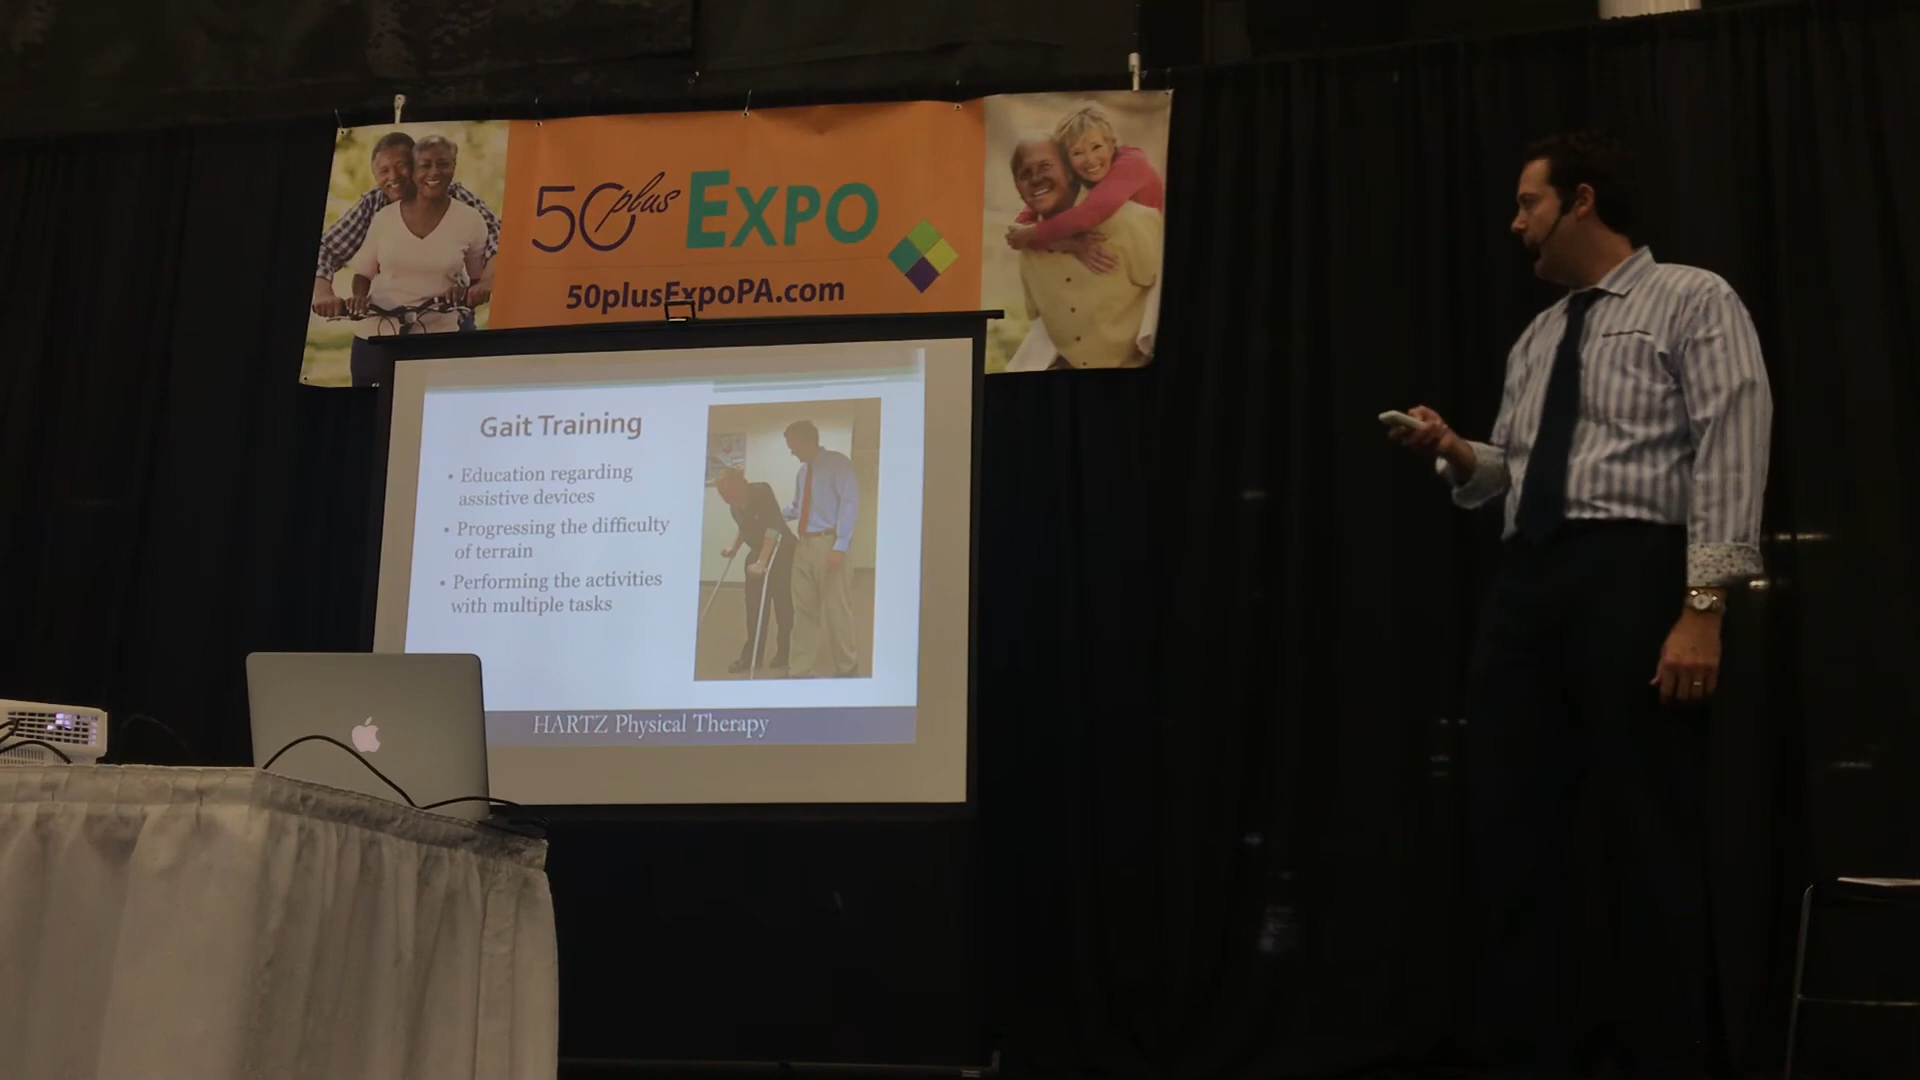 50plus EXPO
50plusExpoPA.com
Gait Training
• Education regarding
assistive devices
• Progressing the difficulty
of terrain
• Performing the activities
with multiple tasks
HARTZ Physical Therapy